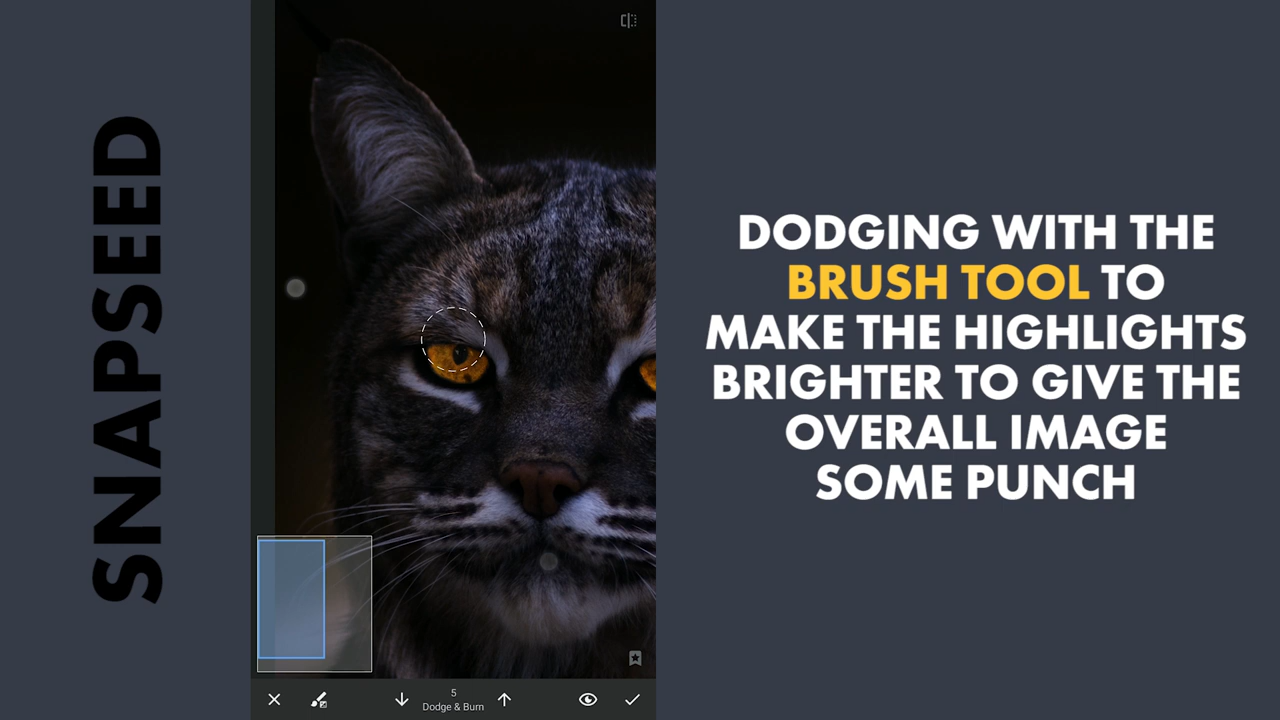 SNAPSEED
5
Dodge & Burn
DODGING WITH THE
BRUSH TOOL TO
MAKE THE HIGHLIGHTS
BRIGHTER TO GIVE THE
OVERALL IMAGE
SOME PUNCH